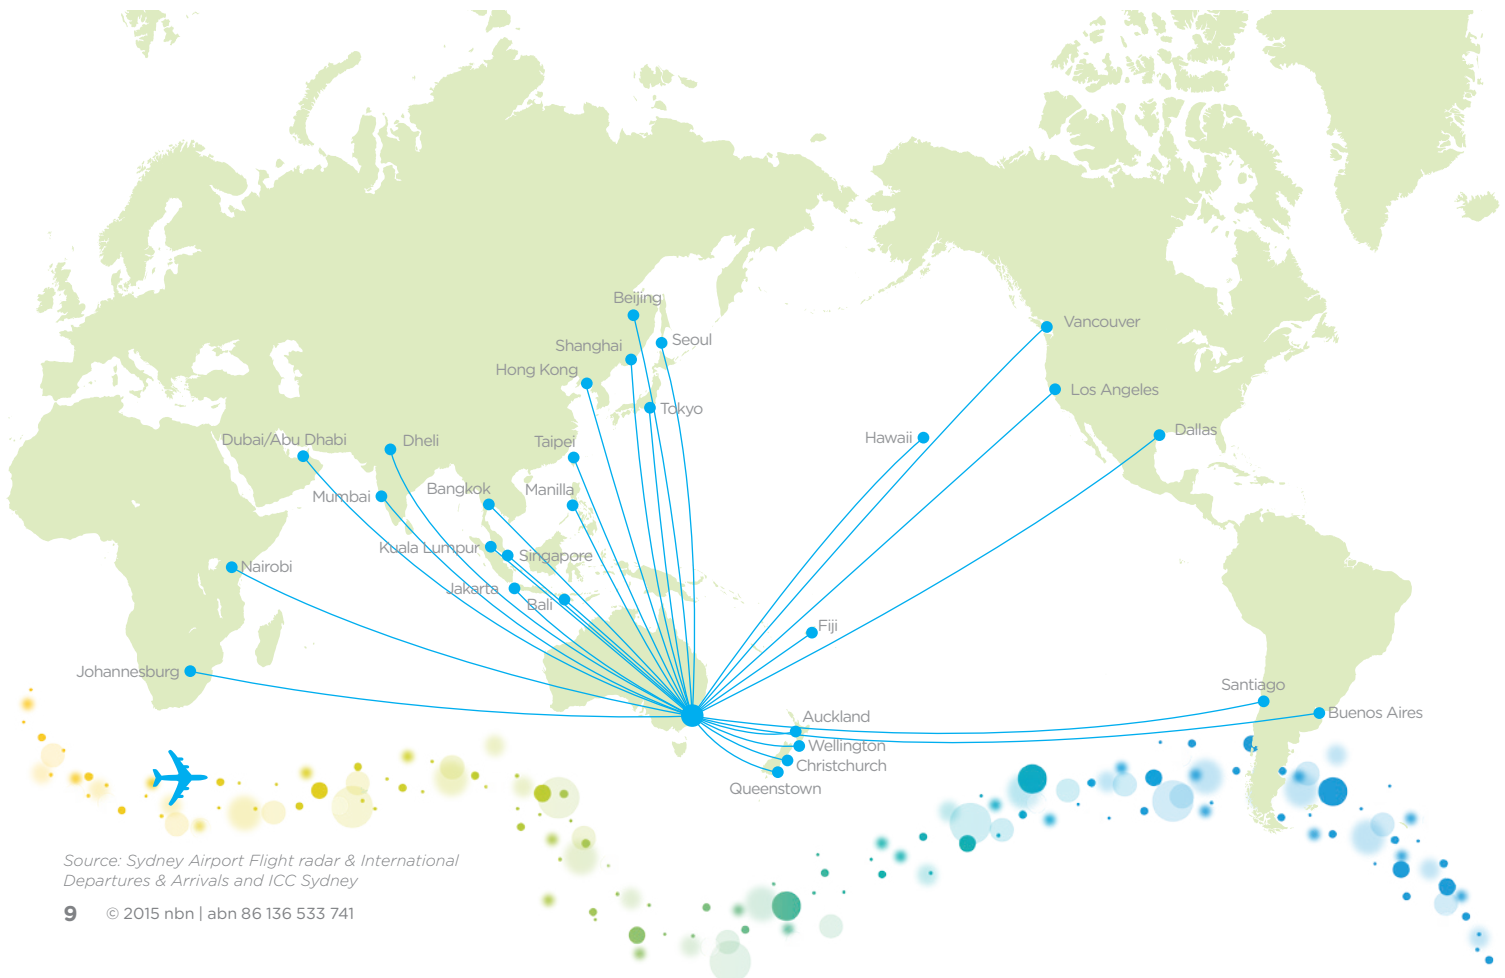 Beijing
Vancouver
Seoul
Shanghai
Hong Kong
Los Angeles
Tokyo
Dallas
Hawaii
Dubai/Abu Dhabi
Dheli
Taipei
Bangkok
Manilla
Mumbai
Kuala Lumpur
Singapore
Nairobi
Jakarta
Bali
Fiji
Johannesburg
Santiago
Buenos Aires
Auckland
Wellington
Christchurch
Queenstown
Source: Sydney Airport Flight radar & International
Departures & Arrivals and ICC Sydney
9 © 2015 nbn | abn 86 136 533 741